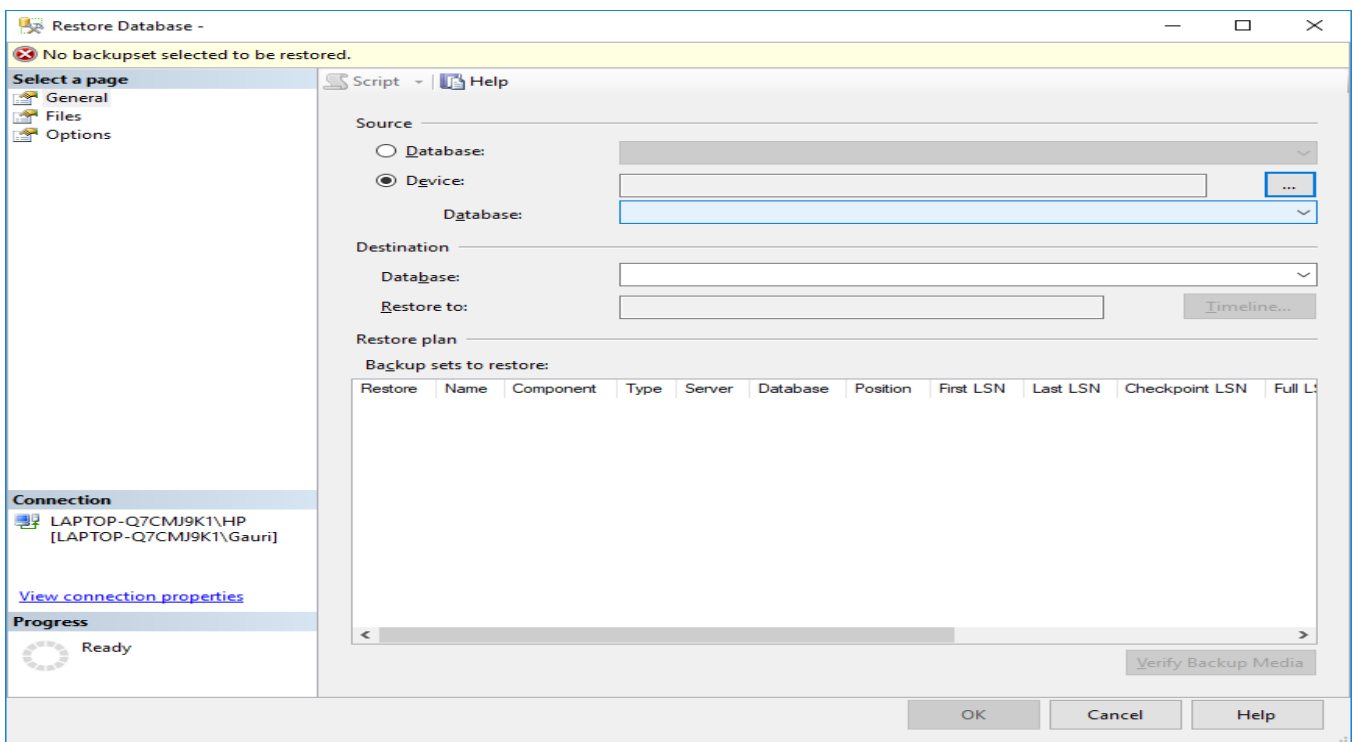 Restore Database -
No backupset selected to be restored.
Select a page
General
Files
Options
Script
Help
Source
Database:
Device:
...
Database:
Destination
Database:
Restore to:
Timeline...
Restore plan
Backup sets to restore:
Restore Name Component Type Server Database Position First LSN Last LSN Checkpoint LSN Full
Connection
LAPTOP-Q7CMJ9K1\HP
[LAPTOP-Q7CMJ9K1\Gauri]
View connection properties
Progress
Ready
Verify Backup Media
OK Cancel Help